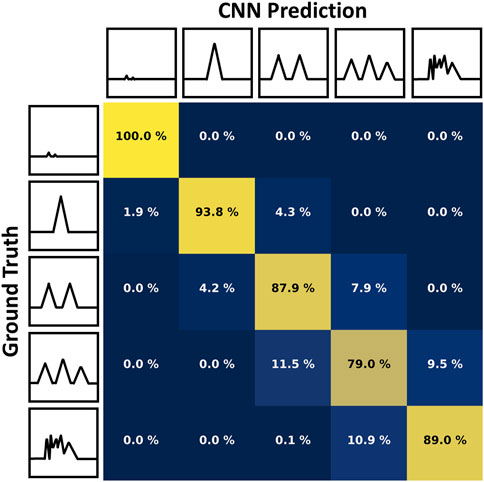 CNN Prediction
Ground Truth
100.0 % 0.0 % 0.0 % 0.0 % 0.0 %
1.9 % 93.8 % 4.3 % 0.0 % 0.0 %
0.0 % 4.2 % 87.9 % 7.9 % 0.0 %
0.0 % 0.0 % 11.5 % 79.0 % 9.5 %
0.0 % 0.0 % 0.1 % 10.9 % 89.0 %